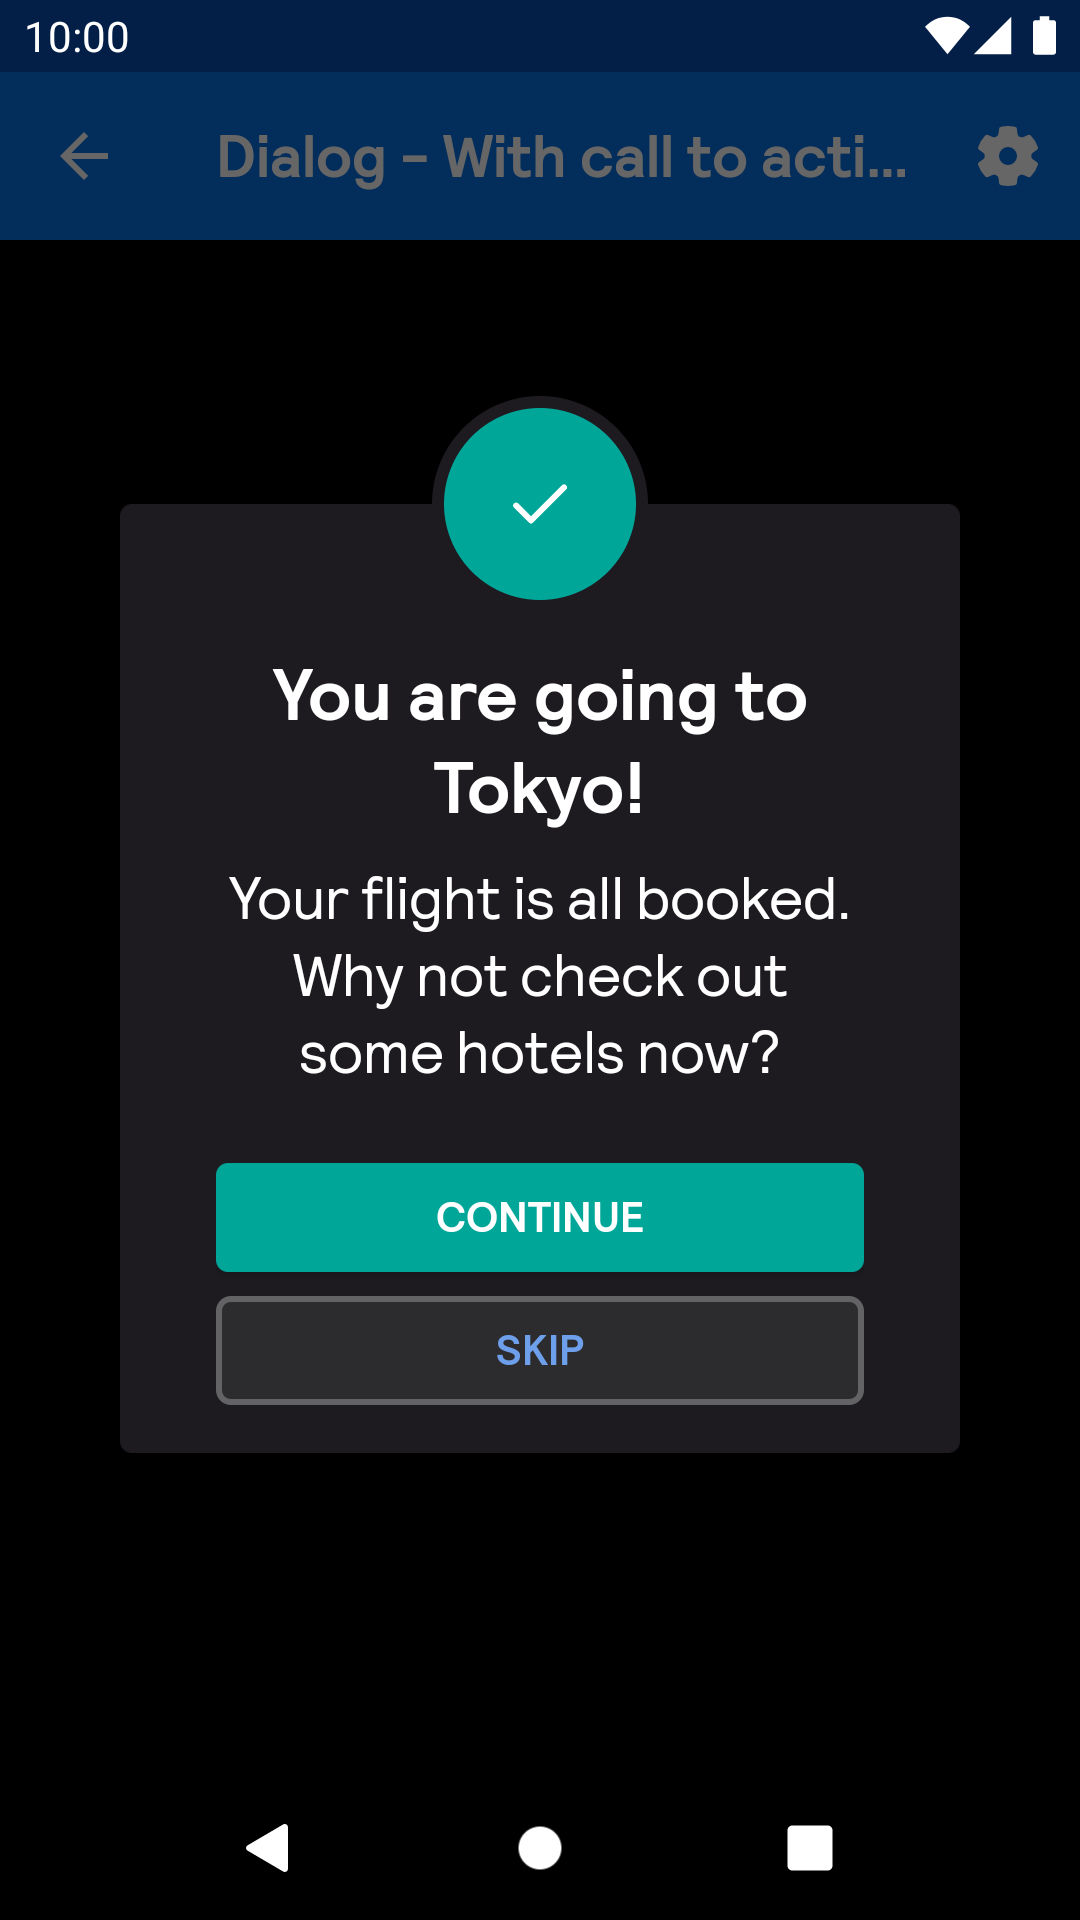 10:00
Dialog - With call to acti...
You are going to
Tokyo!
Your flight is all booked.
Why not check out
some hotels now?
CONTINUE
SKIP